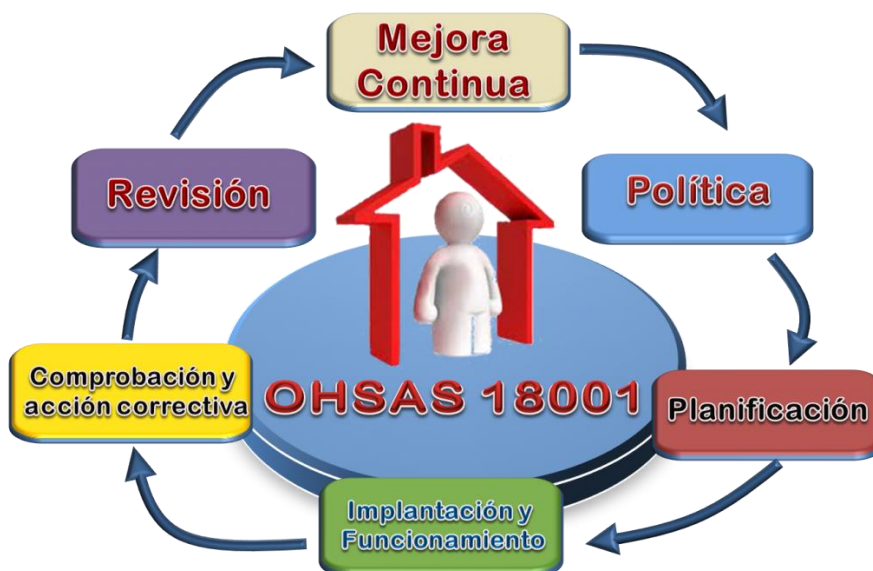 Mejora
Continua
Política
Planificación
Implantación y
Funcionamiento
Comprobación y
acción correctiva
Revisión
OHSAS 18001